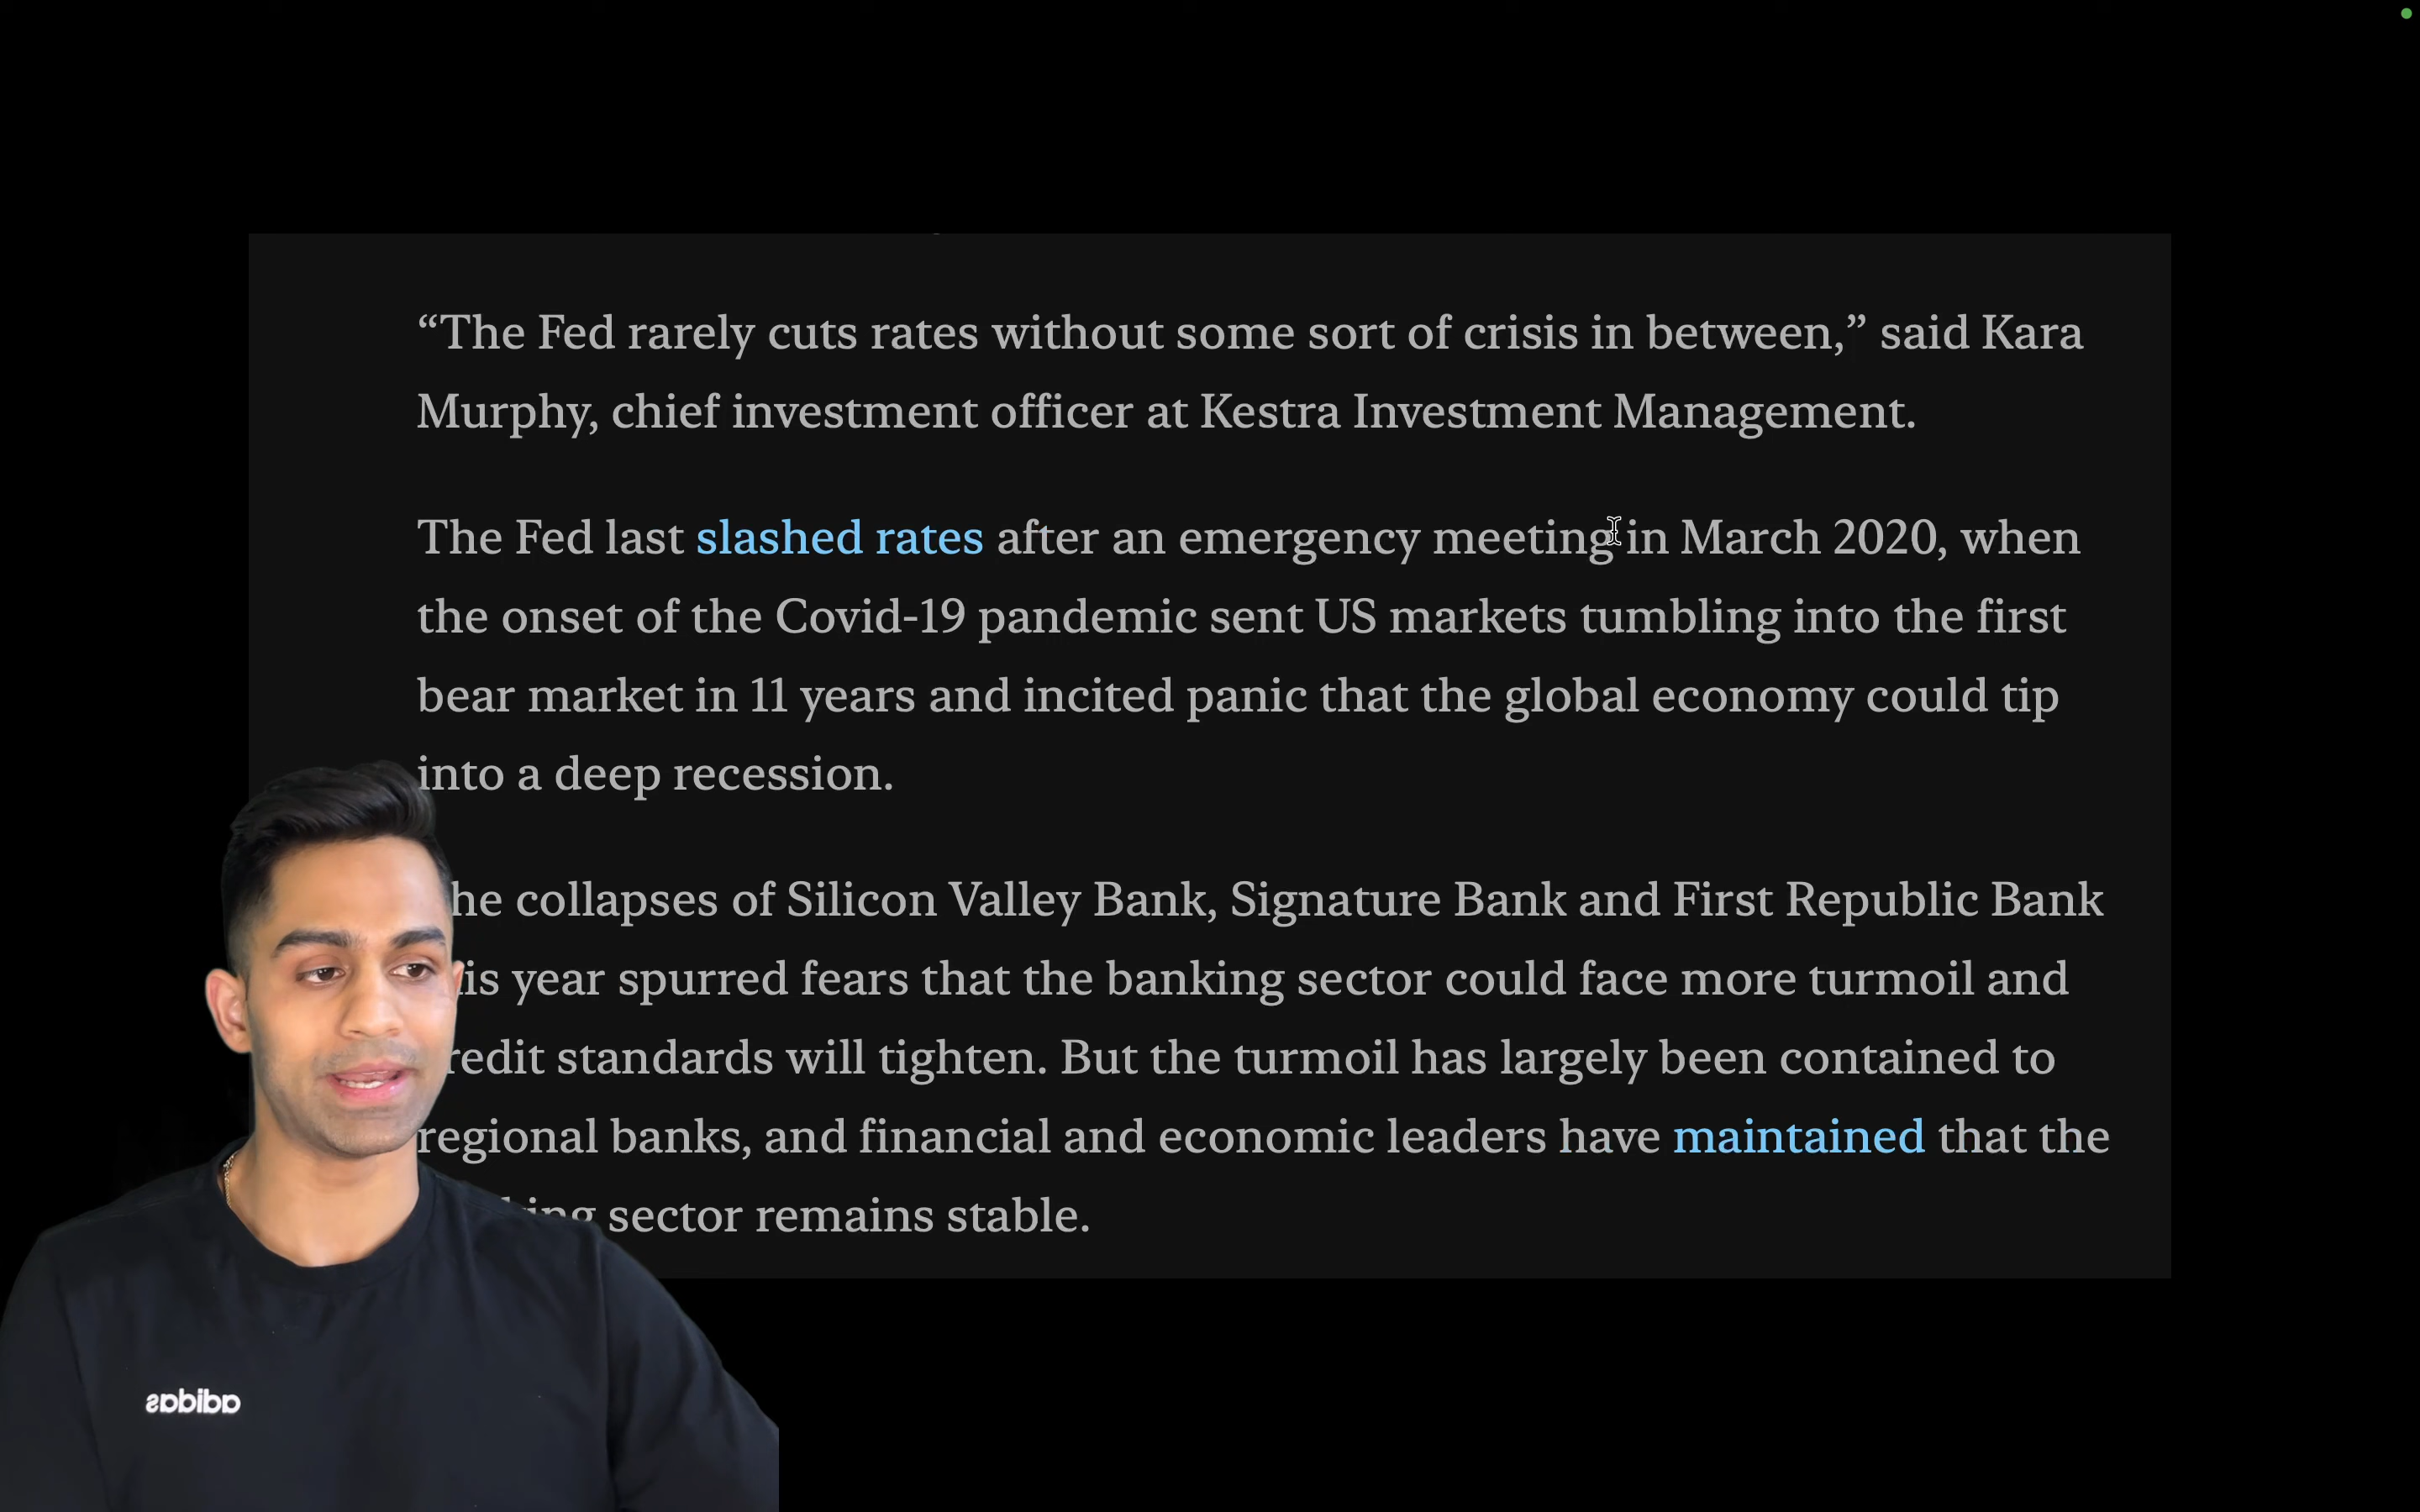 “The Fed rarely cuts rates without some sort of crisis in between,” said Kara
Murphy, chief investment officer at Kestra Investment Management.
The Fed last slashed rates after an emergency meeting in March 2020, when
the onset of the Covid-19 pandemic sent US markets tumbling into the first
bear market in 11 years and incited panic that the global economy could tip
into a deep recession.
he collapses of Silicon Valley Bank, Signature Bank and First Republic Bank
is year spurred fears that the banking sector could face more turmoil and
redit standards will tighten. But the turmoil has largely been contained to
regional banks, and financial and economic leaders have maintained that the
sector remains stable.
adidas